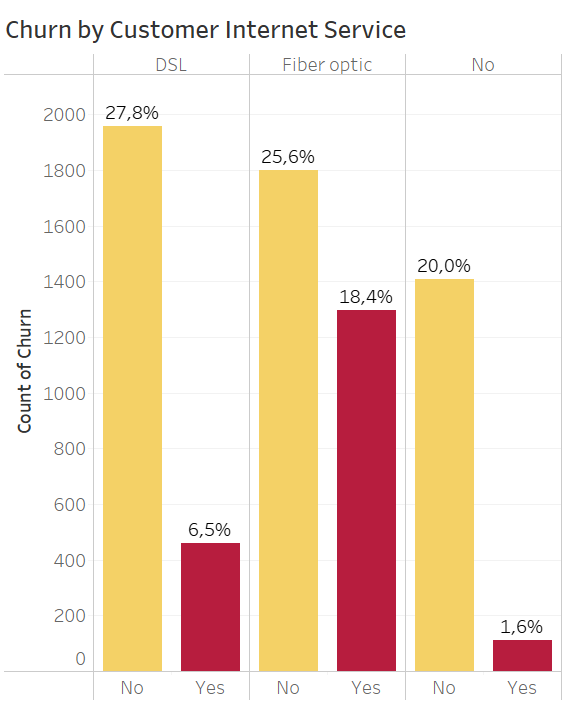 Churn by Customer Internet Service
DSL
Fiber optic
No
Count of Churn
2000
1800
1600
1400
1200
1000
800
600
400
200
0
27,8%
6,5%
25,6%
18,4%
20,0%
1,6%
No
Yes
No
Yes
No
Yes